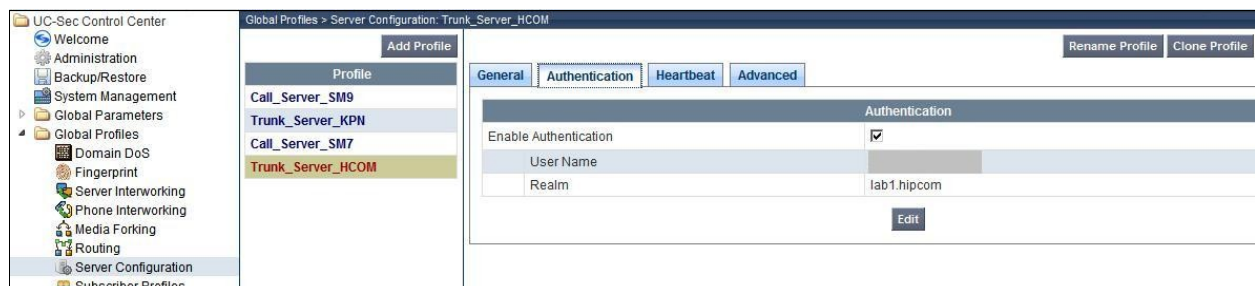 UC-Sec Control Center
Welcome
Administration
Backup/Restore
System Management
Global Parameters
Global Profiles
Domain DoS
Fingerprint
Server Interworking
Phone Interworking
Media Forking
Routing
Server Configuration
Subscriber Profiles
Global Profiles > Server Configuration: Trunk_Server_HCOM
Add Profile
Profile
Call_Server_SM9
Trunk_Server_KPN
Call_Server_SM7
Trunk_Server_HCOM
Rename Profile Clone Profile
General Authentication Heartbeat Advanced
Authentication
Enable Authentication
User Name
Realm lab1.hipcom
Edit